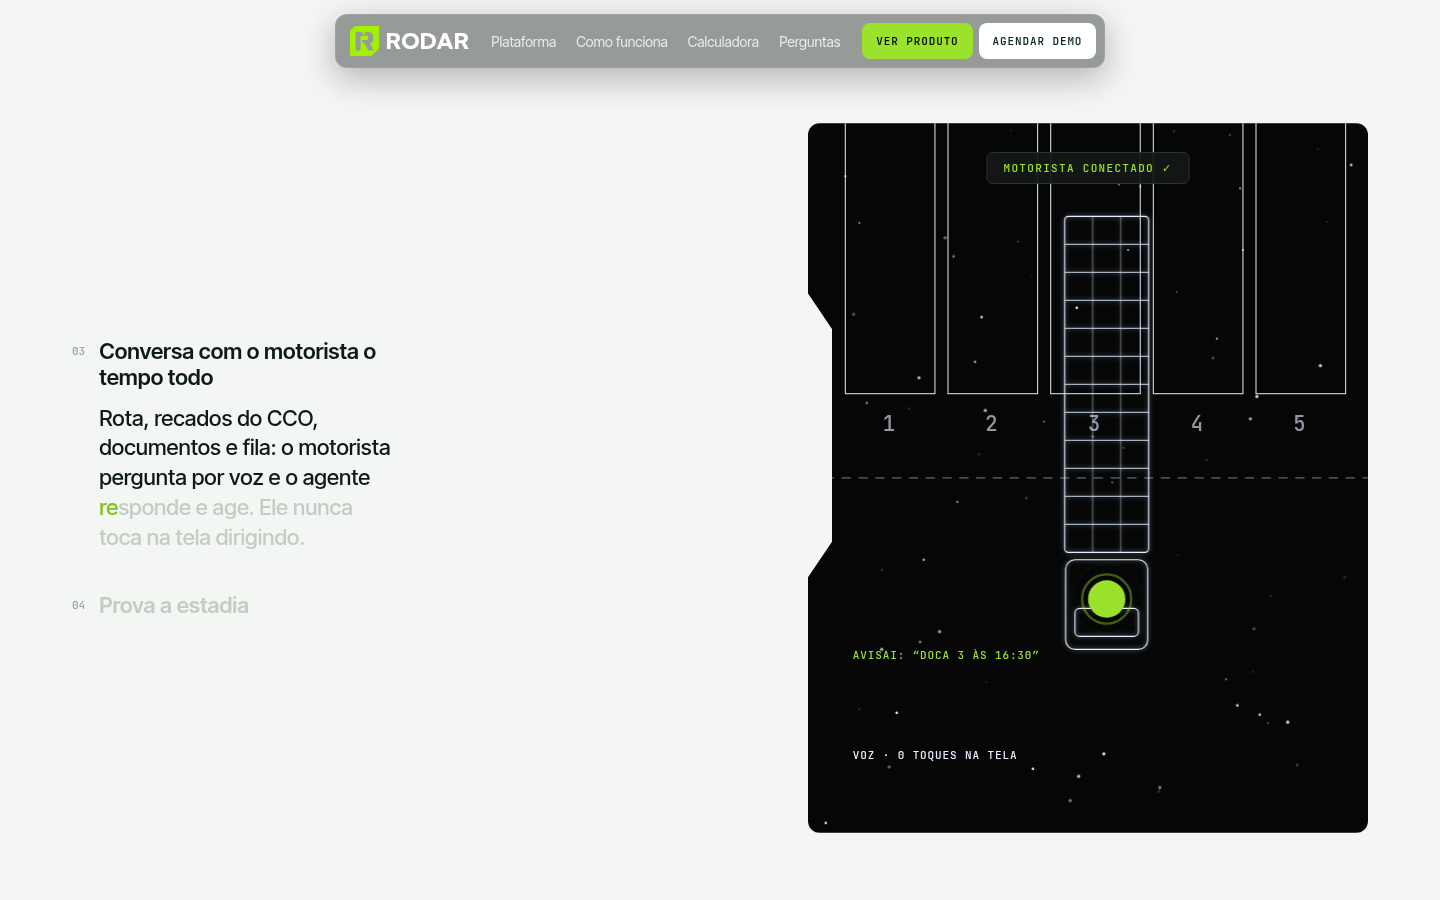 RODAR
Plataforma
Como funciona
Calculadora
Perguntas
VER PRODUTO
AGENDAR DEMO
03
Conversa com o motorista o
tempo todo
Rota, recados do CCO,
documentos e fila: o motorista
pergunta por voz e o agente
responde e age. Ele nunca
toca na tela dirigindo.
04
Prova a estadia
MOTORISTA CONECTADO ✓
1
2
3
4
5
AVISAI: “DOCA 3 ÀS 16:30”
VOZ · 0 TOQUES NA TELA